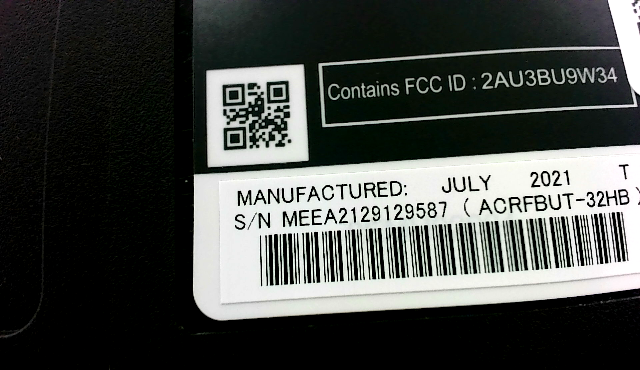 Contains FCC ID : 2AU3BU9W34
MANUFACTURED: JULY 2021 T
S/N MEEA2129129587 ( ACRFBUT-32HB )